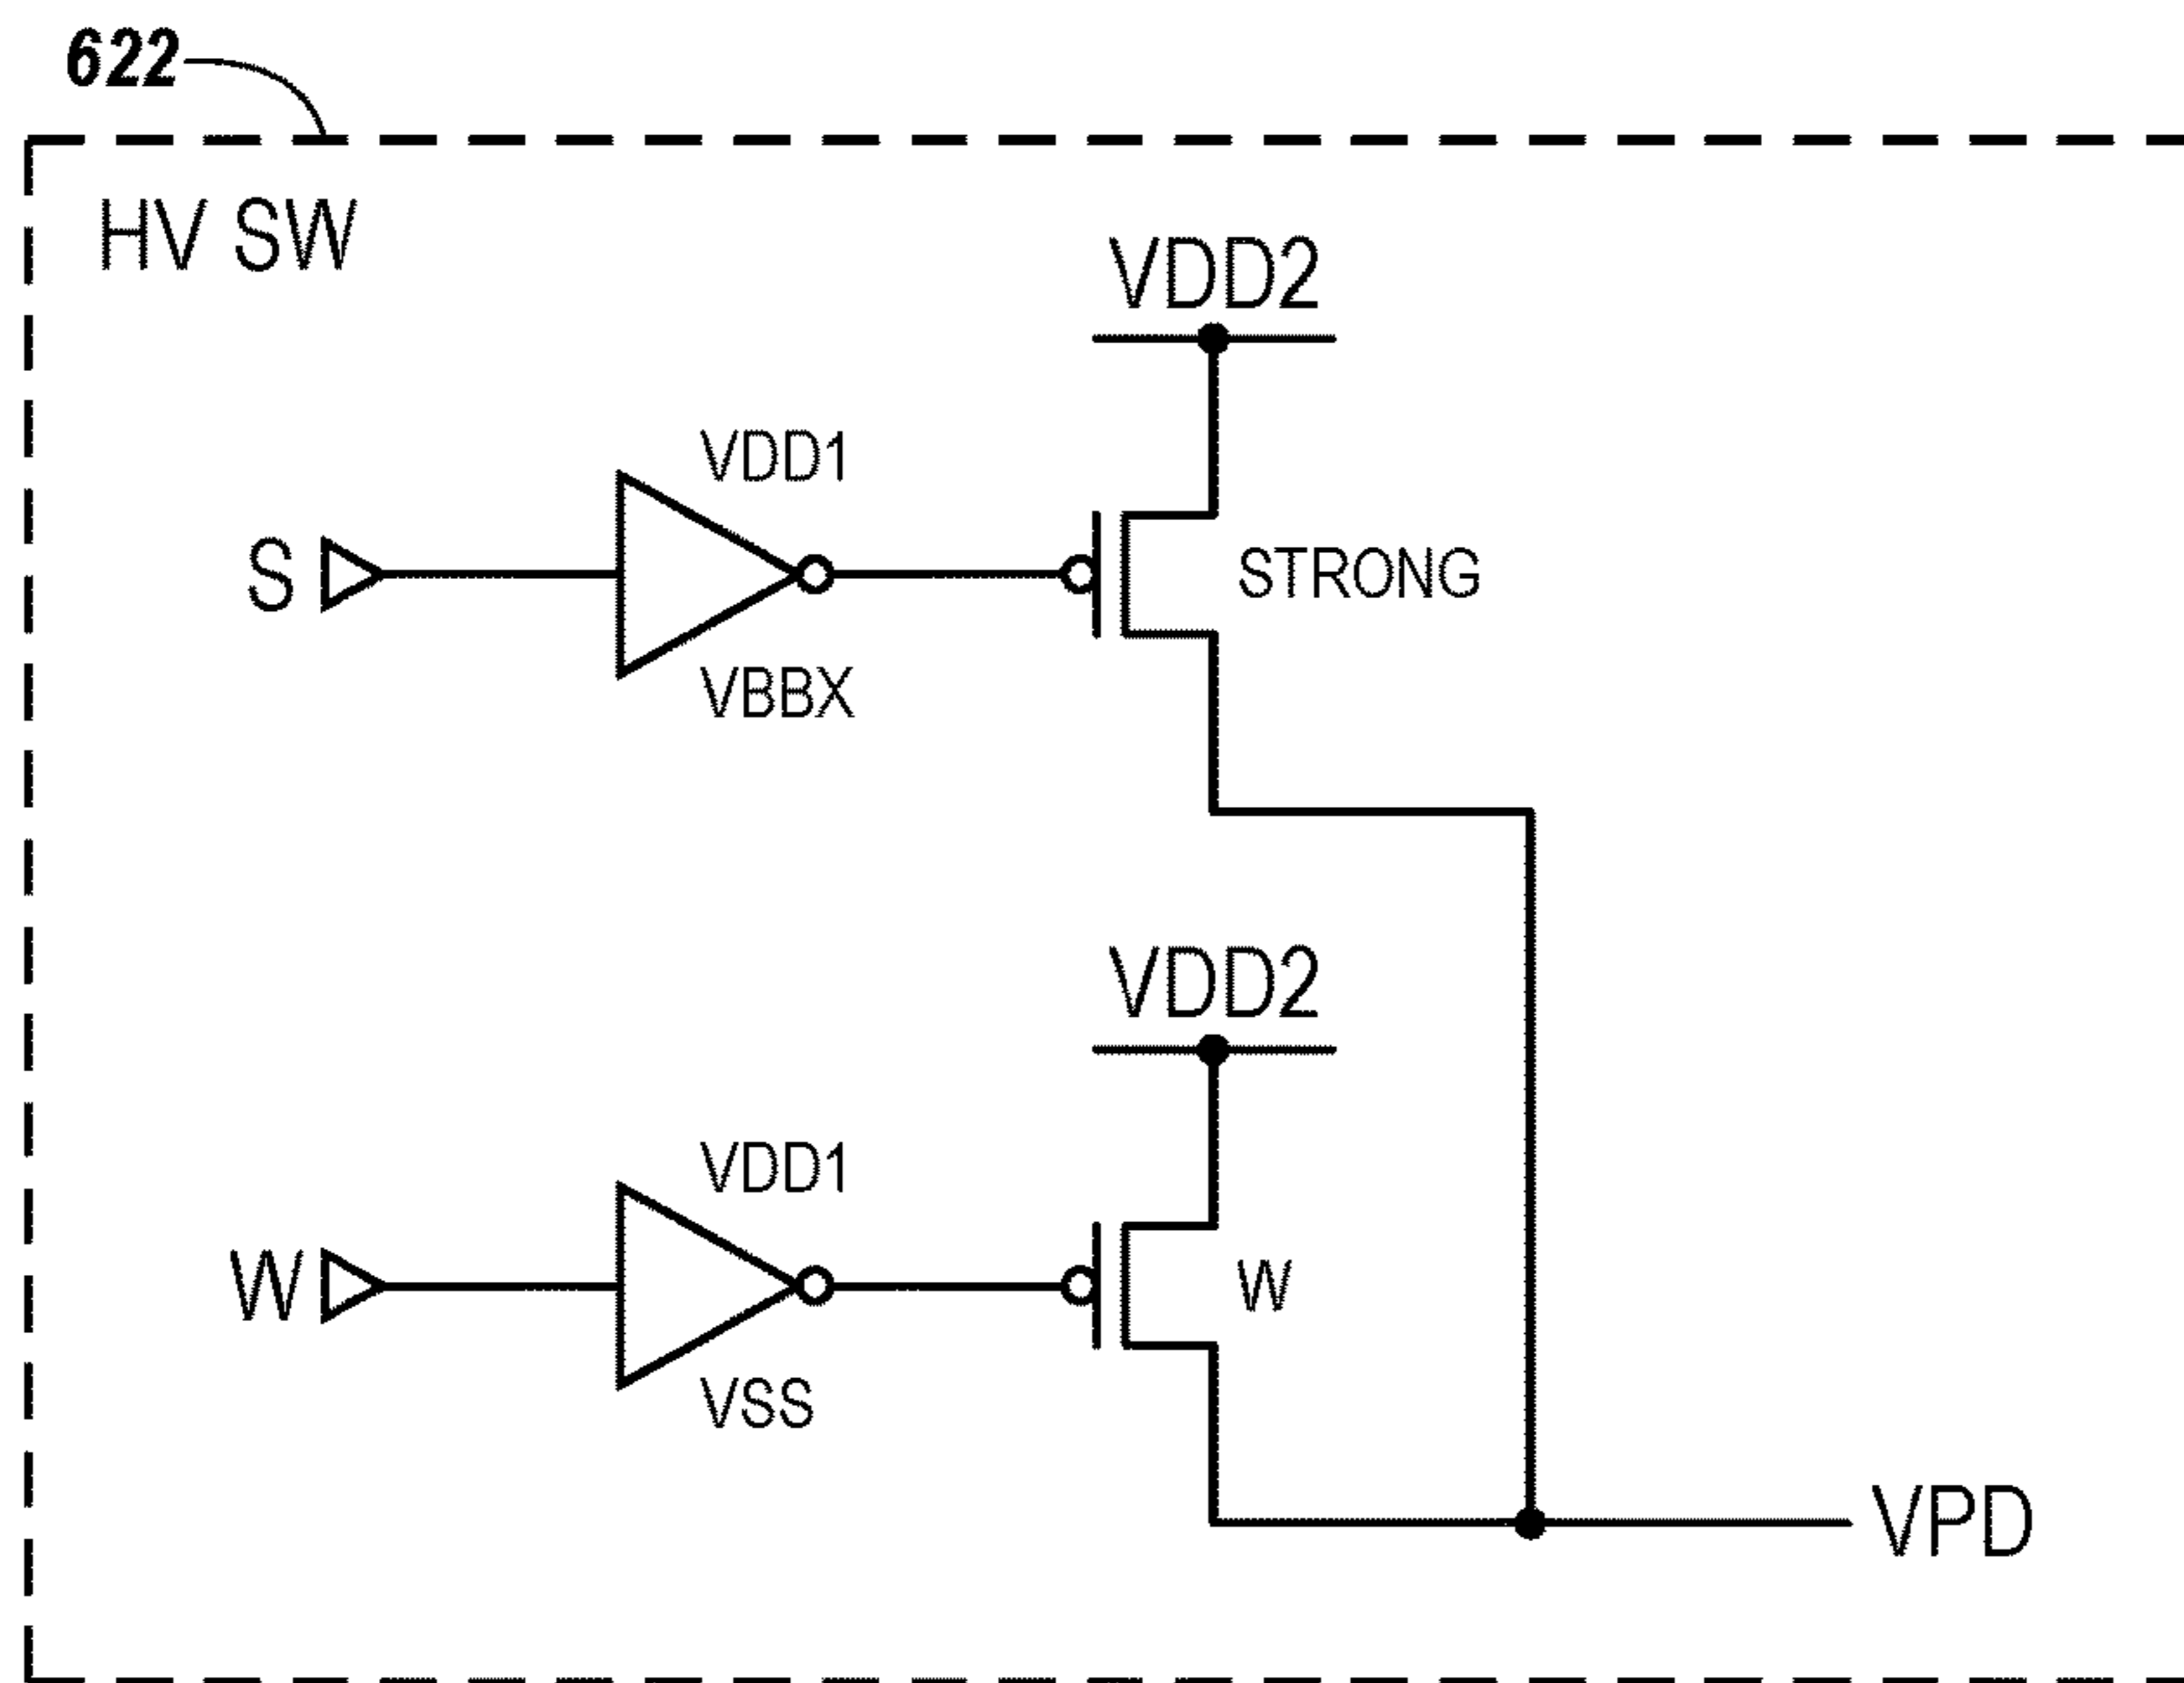 622
HV SW
VDD2
VDD1
S
STRONG
VBBX
VDD2
VDD1
W
W
VSS
VPD